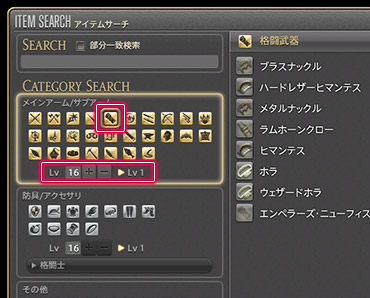 ITEM SEARCH アイテムサーチ
SEARCH 部分一致検索
CATEGORY SEARCH
メインアーム/サブアーム
Lv 16 + − ▶ Lv 1
防具/アクセサリ
Lv 16 + − ▶ Lv 1
▶ 格闘士
その他
格闘武器
ブラスナックル
ハードレザーヒマンテス
メタルナックル
ラムホーンクロー
ヒマンテス
ホラ
ウェザードホラ
エンペラーズ・ニューフィス